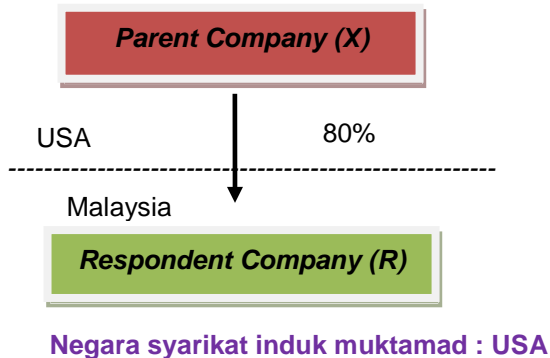 Parent Company (X)
USA 80%
Malaysia
Respondent Company (R)
Negara syarikat induk muktamad : USA